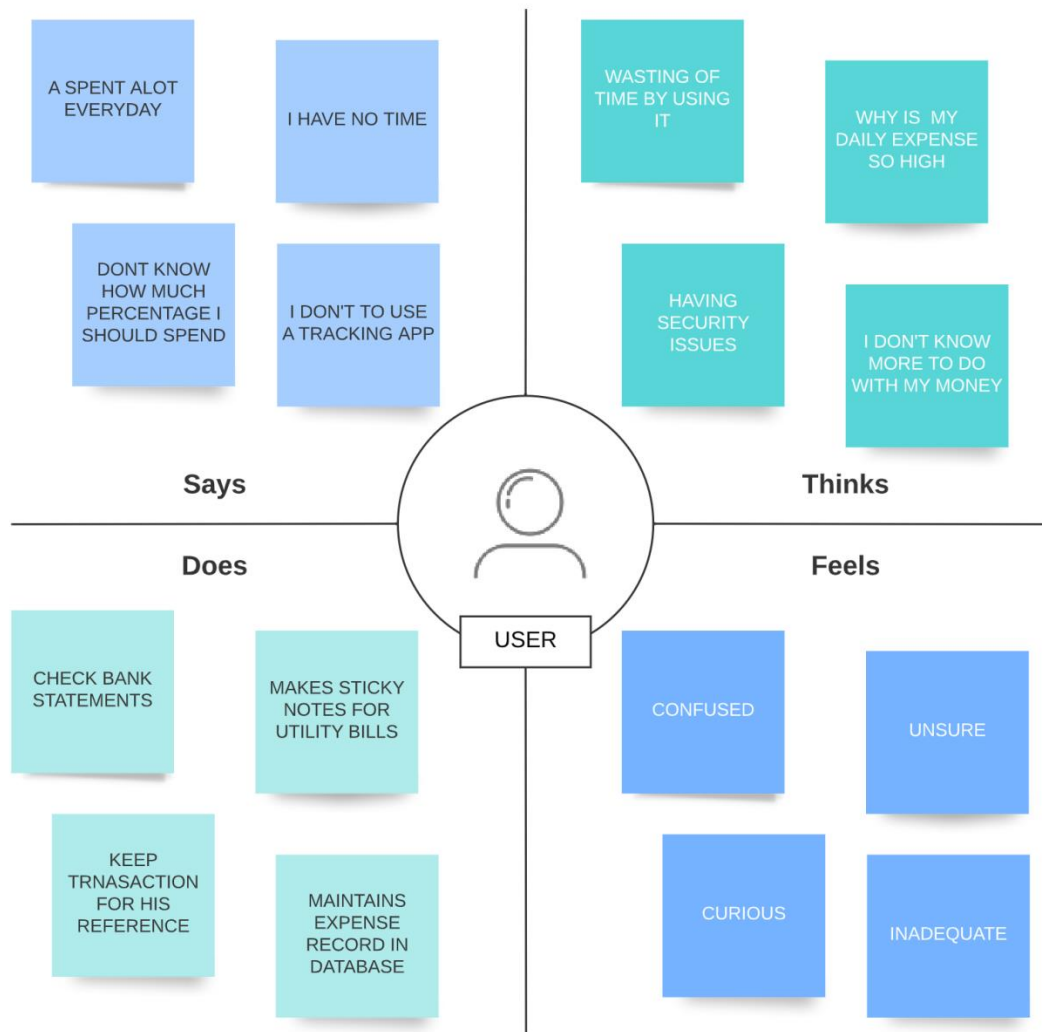 A SPENT ALOT
EVERYDAY
I HAVE NO TIME
DONT KNOW
HOW MUCH
PERCENTAGE I
SHOULD SPEND
I DON'T TO USE
A TRACKING APP
Says
WASTING OF
TIME BY USING
IT
WHY IS MY
DAILY EXPENSE
SO HIGH
HAVING
SECURITY
ISSUES
I DON'T KNOW
MORE TO DO
WITH MY MONEY
Thinks
USER
Does
CHECK BANK
STATEMENTS
MAKES STICKY
NOTES FOR
UTILITY BILLS
KEEP
TRNASACTION
FOR HIS
REFERENCE
MAINTAINS
EXPENSE
RECORD IN
DATABASE
Feels
CONFUSED
UNSURE
CURIOUS
INADEQUATE